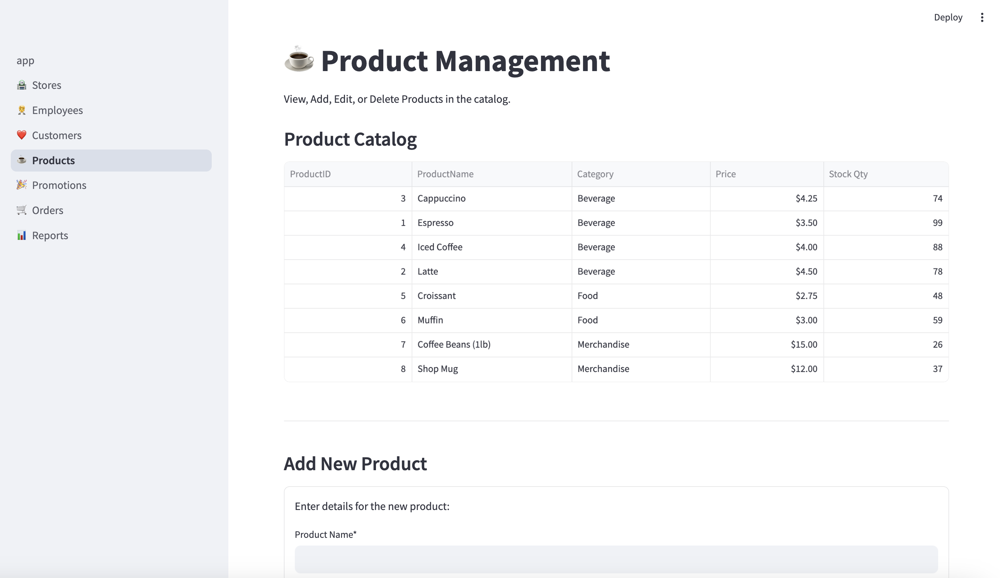 Deploy
app
Stores
Employees
Customers
Products
Promotions
Orders
Reports
Product Management
View, Add, Edit, or Delete Products in the catalog.
Product Catalog
ProductID ProductName Category Price Stock Qty
3 Cappuccino Beverage $4.25 74
1 Espresso Beverage $3.50 99
4 Iced Coffee Beverage $4.00 88
2 Latte Beverage $4.50 78
5 Croissant Food $2.75 48
6 Muffin Food $3.00 59
7 Coffee Beans (1lb) Merchandise $15.00 26
8 Shop Mug Merchandise $12.00 37
Add New Product
Enter details for the new product:
Product Name*